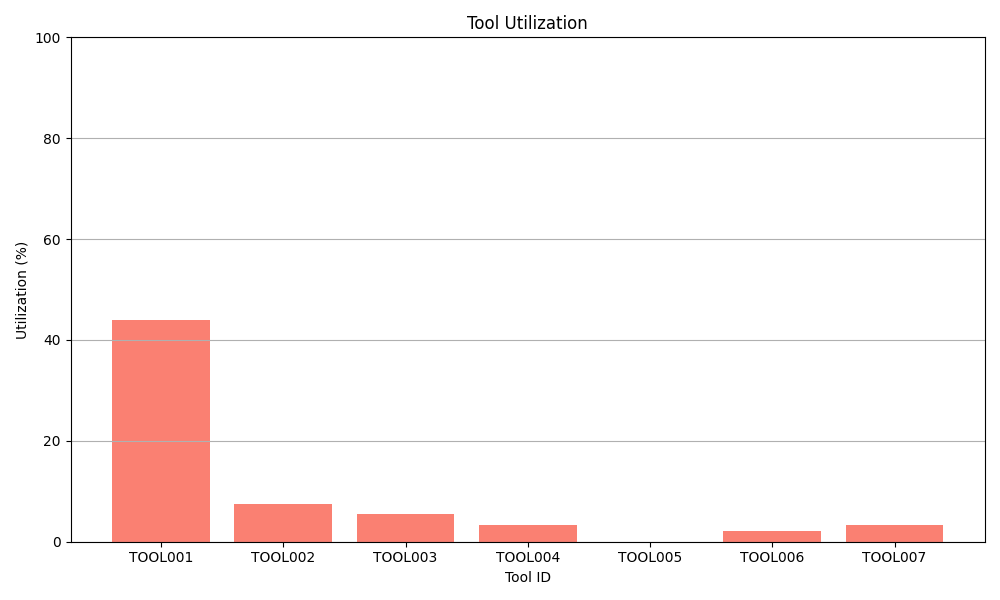 Tool Utilization
100
80
60
40
20
0
Utilization (%)
TOOL001 TOOL002 TOOL003 TOOL004 TOOL005 TOOL006 TOOL007
Tool ID